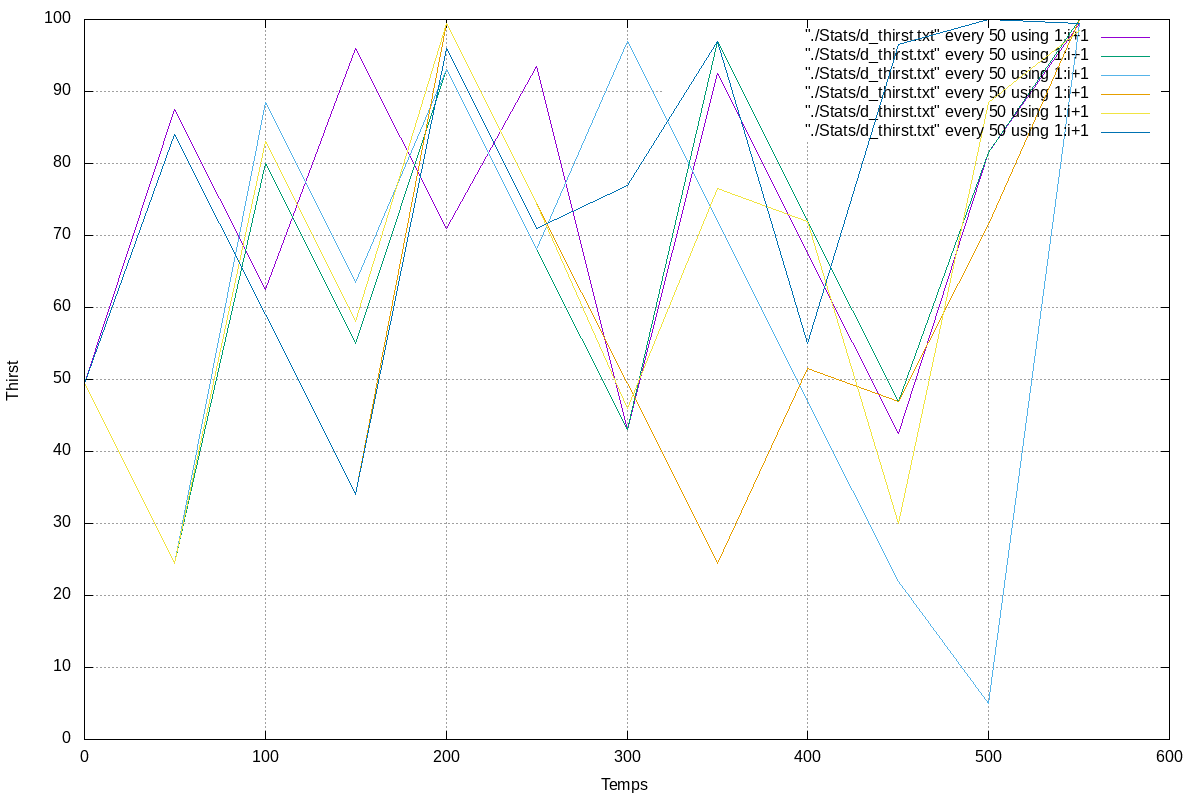 100
90
80
70
60
50
40
30
20
10
0
Thirst
"./Stats/d_thirst.txt" every 50 using 1:i+1
"./Stats/d_thirst.txt" every 50 using 1:i+1
"./Stats/d_thirst.txt" every 50 using 1:i+1
"./Stats/d_thirst.txt" every 50 using 1:i+1
"./Stats/d_thirst.txt" every 50 using 1:i+1
"./Stats/d_thirst.txt" every 50 using 1:i+1
0 100 200 300 400 500 600
Temps